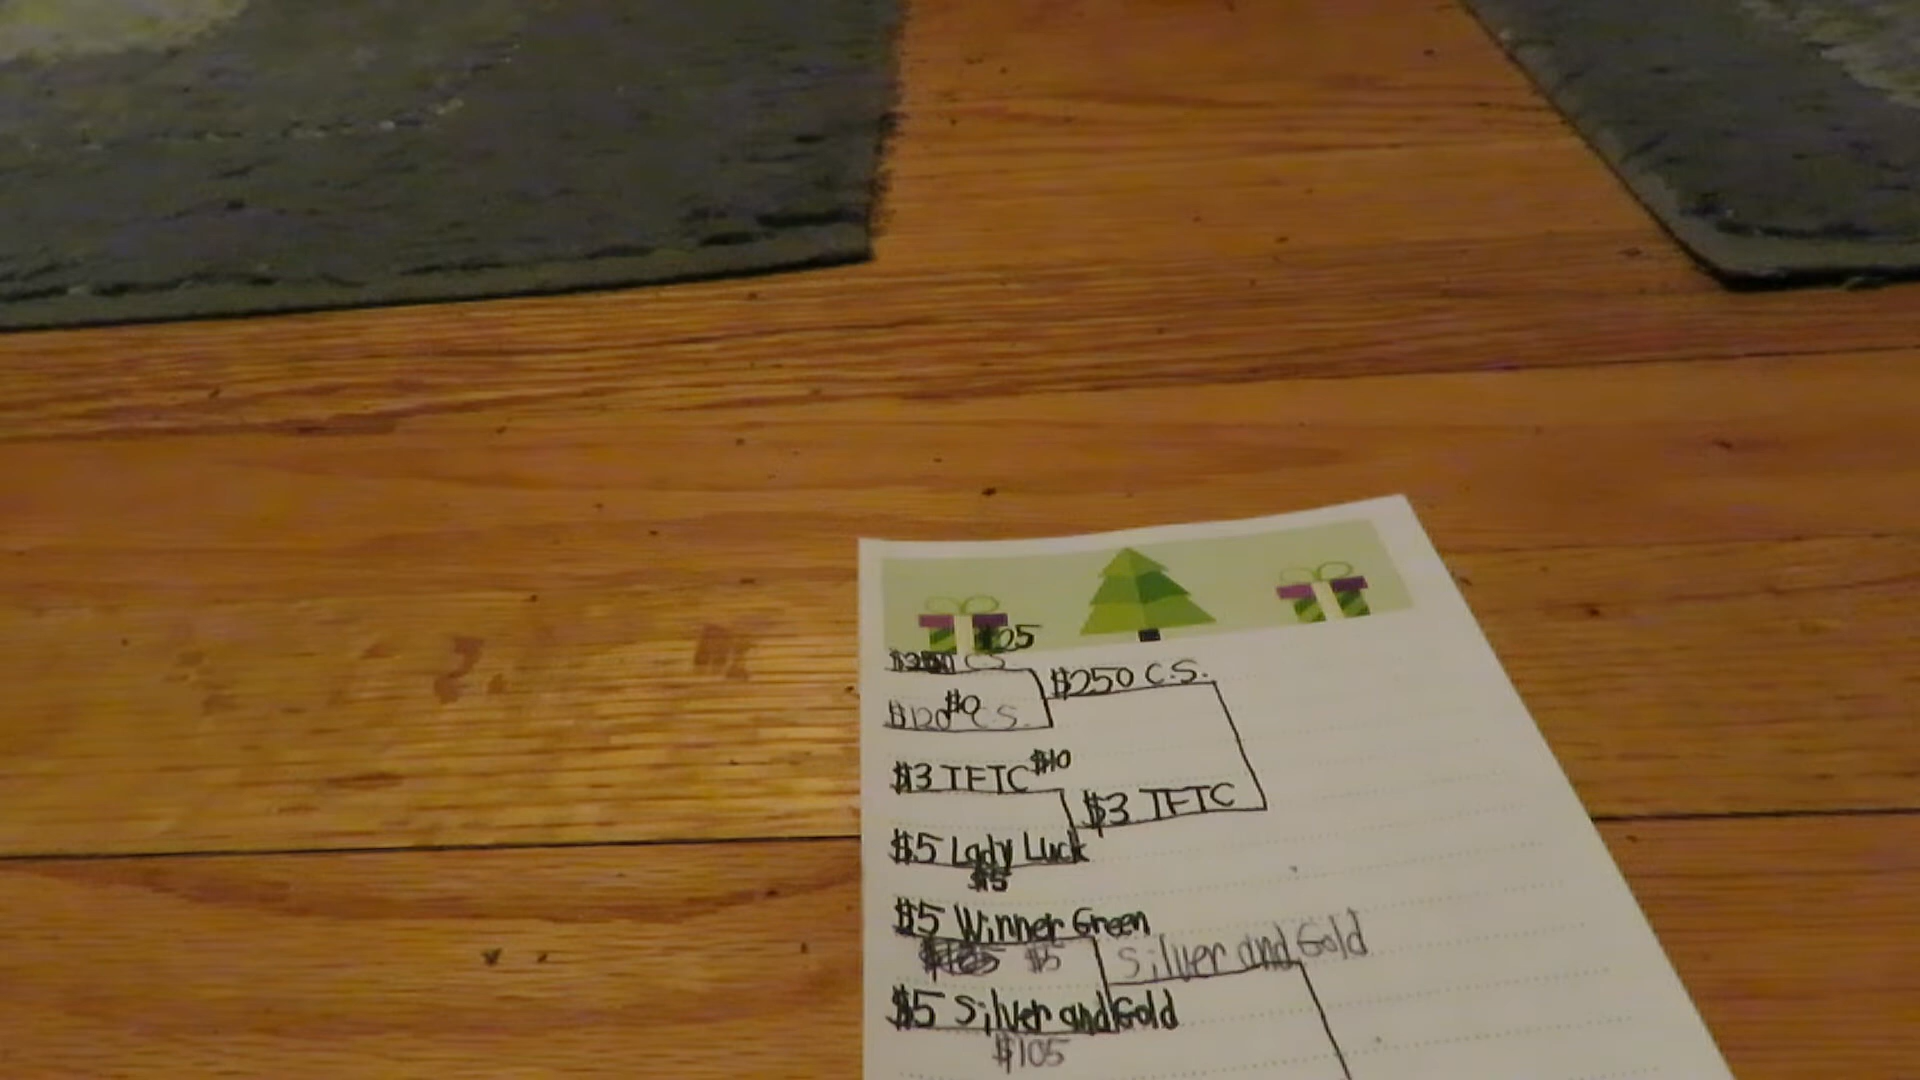 $25
C.S.
$250 C.S.
$0
$120 C.S.
$10
$3 TFTC
$3 TFTC
$5 Lady Luck
$5
$5 Winner Green
$5
Silver and Gold
$5 Silver and Gold
$105